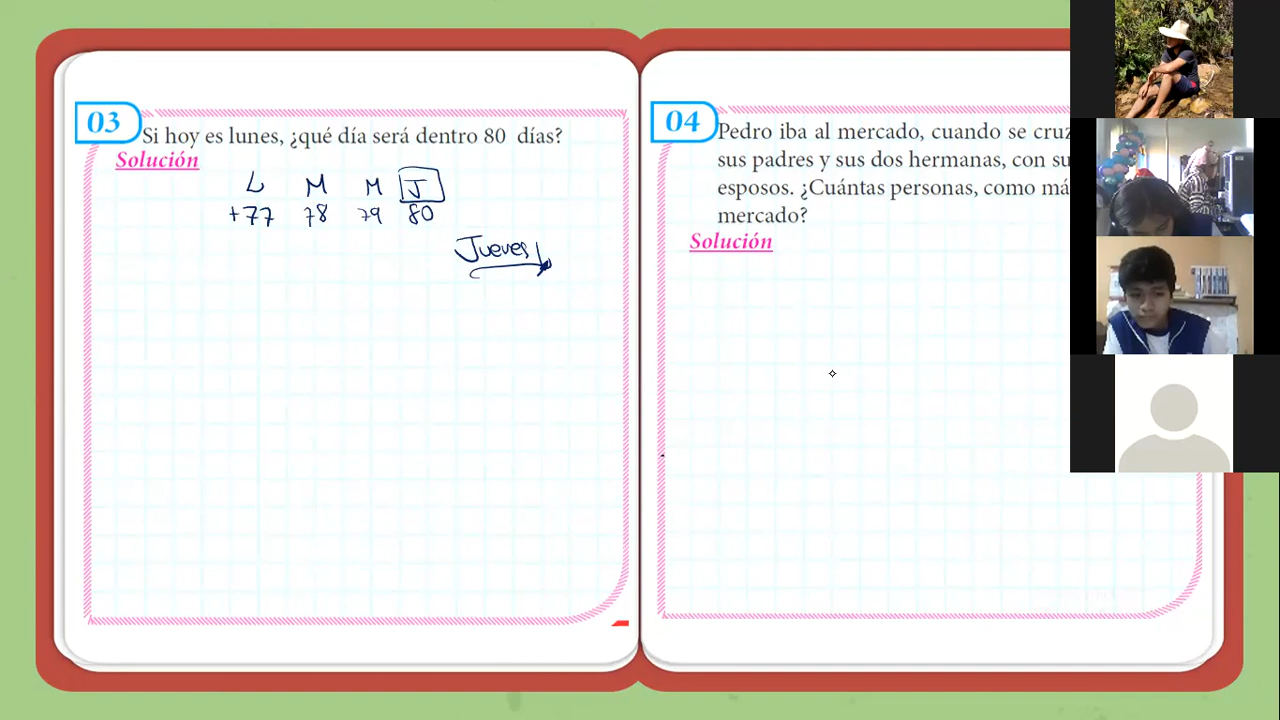 03
Si hoy es lunes, ¿qué día será dentro 80 días?
Solución
L M M J
+77 78 79 80
Jueves
04
Pedro iba al mercado, cuando se cruz
sus padres y sus dos hermanas, con su
esposos. ¿Cuántas personas, como má
mercado?
Solución